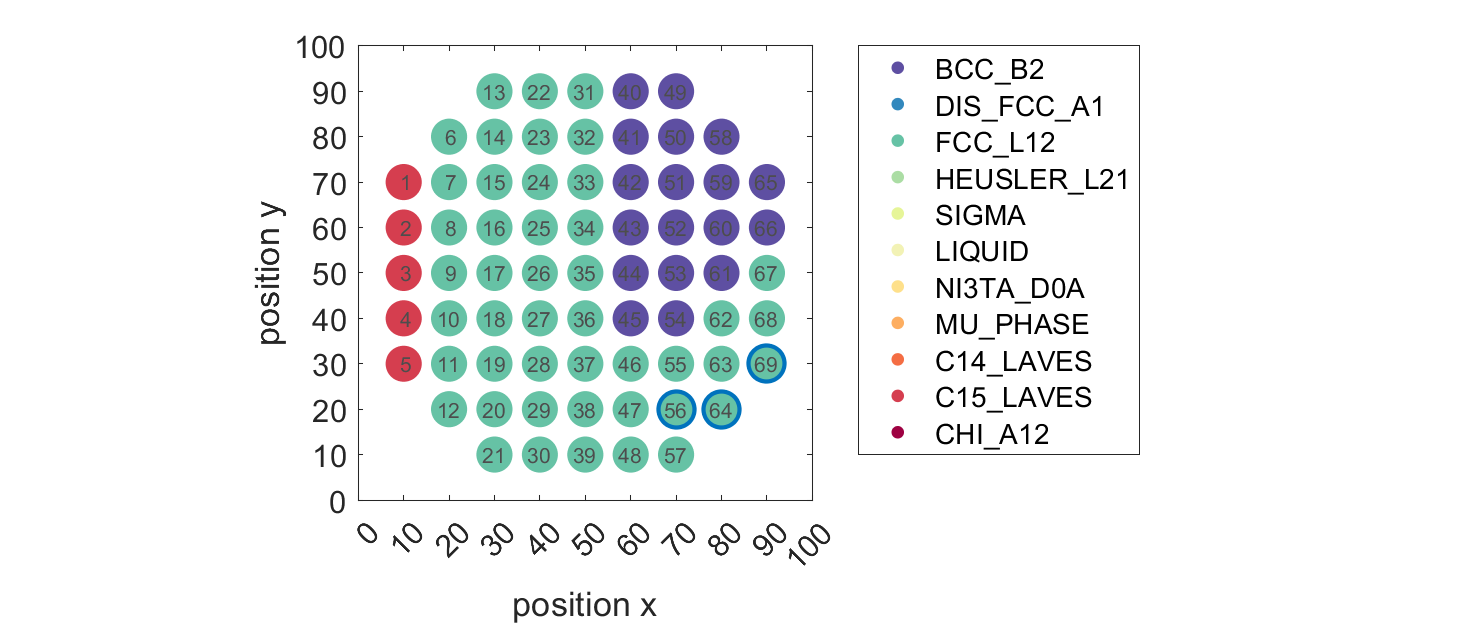 100
90 13 22 31 40 49
80 6 14 23 32 41 50 58
70 1 7 15 24 33 42 51 59 65
60 2 8 16 25 34 43 52 60 66
50 3 9 17 26 35 44 53 61 67
40 4 10 18 27 36 45 54 62 68
30 5 11 19 28 37 46 55 63 69
20 12 20 29 38 47 56 64
10 21 30 39 48 57
0
0 10 20 30 40 50 60 70 80 90 100
position x
position y
BCC_B2
DIS_FCC_A1
FCC_L12
HEUSLER_L21
SIGMA
LIQUID
NI3TA_D0A
MU_PHASE
C14_LAVES
C15_LAVES
CHI_A12